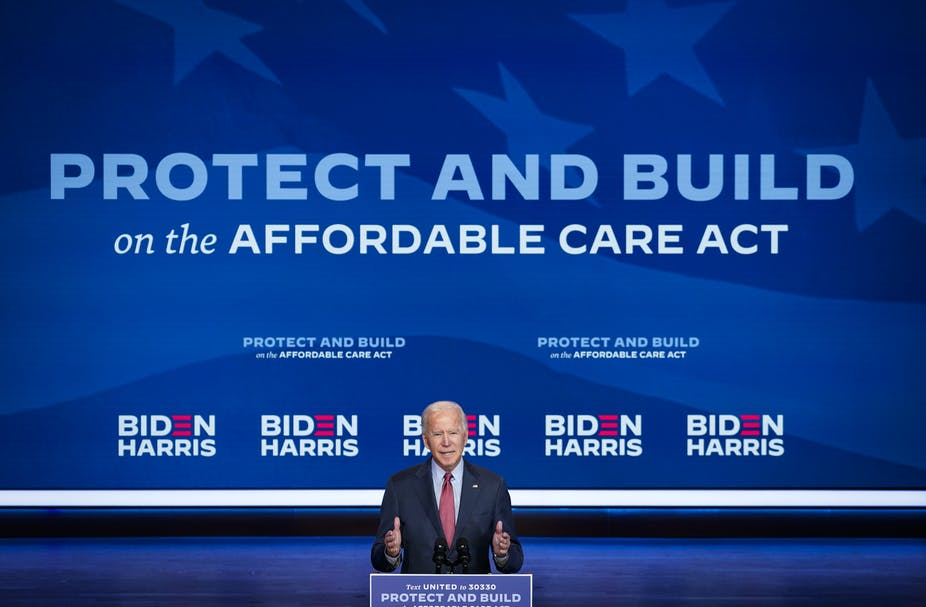 PROTECT AND BUILD
on the AFFORDABLE CARE ACT
PROTECT AND BUILD
on the AFFORDABLE CARE ACT
PROTECT AND BUILD
on the AFFORDABLE CARE ACT
BIDEN
HARRIS
BIDEN
HARRIS
BIDEN
HARRIS
BIDEN
HARRIS
Text UNITED to 30330
PROTECT AND BUILD